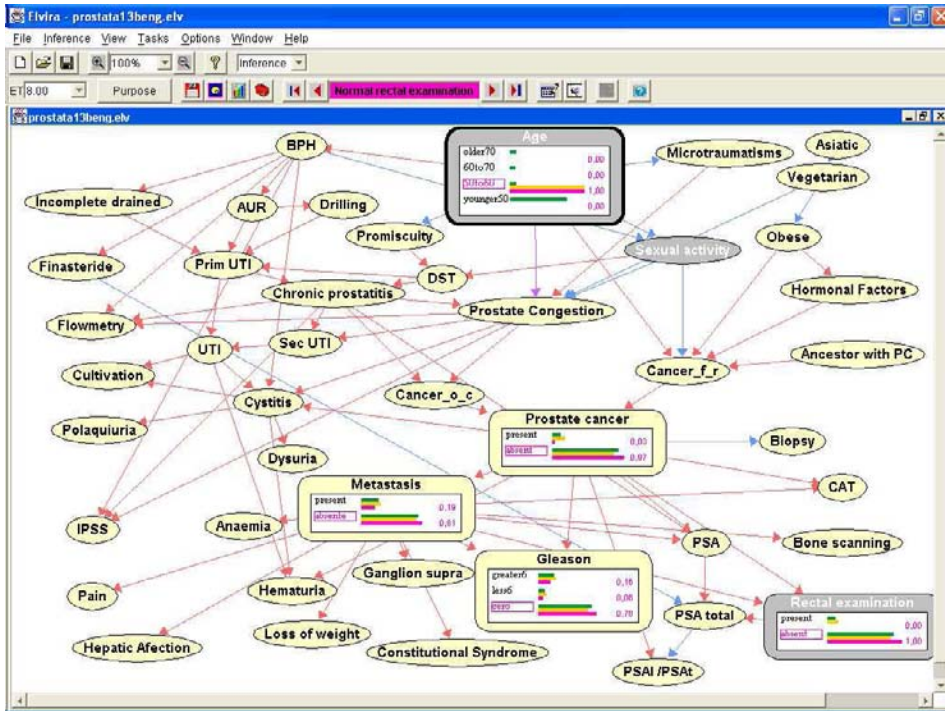 Elvira - prostata13beng.elv
File Inference View Tasks Options Window Help
100% ? Inference
ET 8.00 Purpose Normal rectal examination
prostata13beng.elv
BPH
Age
older70 0,00
60to70 0,00
50to60 1,00
younger50 0,00
Microtraumatisms
Asiatic
Vegetarian
Incomplete drained
AUR
Drilling
Promiscuity
Sexual activity
Obese
Finasteride
Prim UTI
DST
Chronic prostatitis
Hormonal Factors
Flowmetry
Prostate Congestion
UTI
Sec UTI
Ancestor with PC
Cultivation
Cancer_o_c
Cancer_f_r
Cystitis
Polaquiuria
Prostate cancer
present 0,03
absent 0,97
Biopsy
Dysuria
Metastasis
present 0,19
absente 0,81
CAT
IPSS
Anaemia
PSA
Bone scanning
Gleason
greater6 0,16
less6 0,06
zero 0,78
Ganglion supra
Pain
Hematuria
PSA total
Rectal examination
present 0,00
absent 1,00
Loss of weight
Hepatic Afection
Constitutional Syndrome
PSAl /PSAt